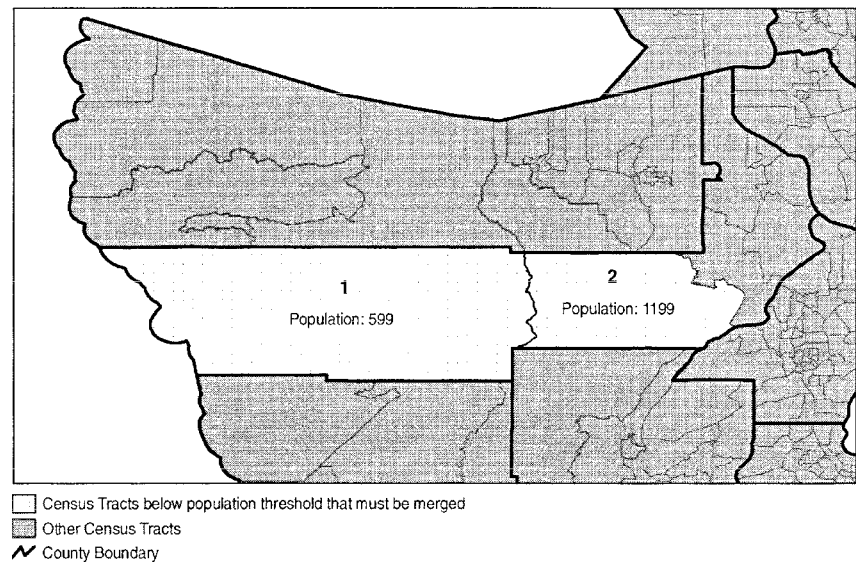 1
Population: 599
2
Population: 1199
Census Tracts below population threshold that must be merged
Other Census Tracts
County Boundary